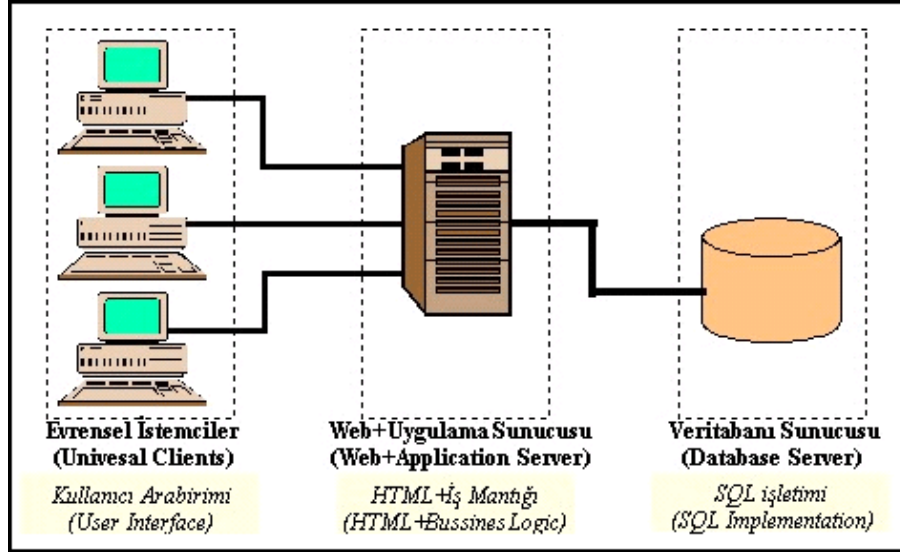 Evrensel İstemciler
(Univesal Clients)
Kullanıcı Arabirimi
(User Interface)
Web+Uygulama Sunucusu
(Web+Application Server)
HTML+İş Mantığı
(HTML+Bussines Logic)
Veritabanı Sunucusu
(Database Server)
SQL işletimi
(SQL Implementation)